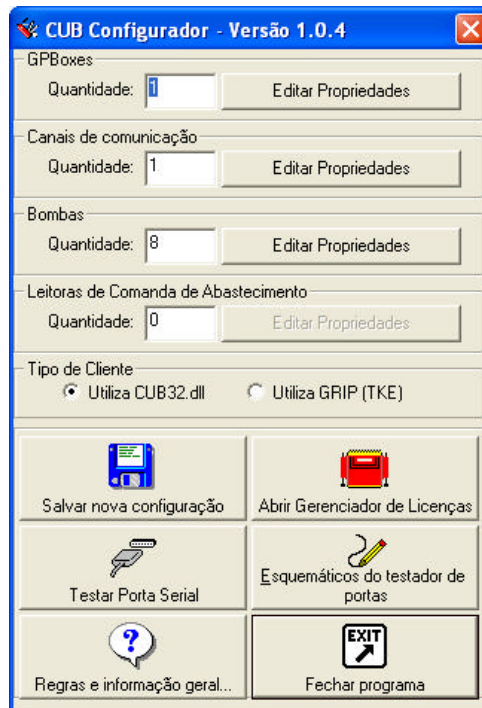 CUB Configurador - Versão 1.0.4
GPBoxes
Quantidade: 1 Editar Propriedades
Canais de comunicação
Quantidade: 1 Editar Propriedades
Bombas
Quantidade: 8 Editar Propriedades
Leitoras de Comanda de Abastecimento
Quantidade: 0 Editar Propriedades
Tipo de Cliente
Utiliza CUB32.dll Utiliza GRIP (TKE)
Salvar nova configuração
Abrir Gerenciador de Licenças
Testar Porta Serial
Esquemáticos do testador de
portas
?
Regras e informação geral...
EXIT
Fechar programa